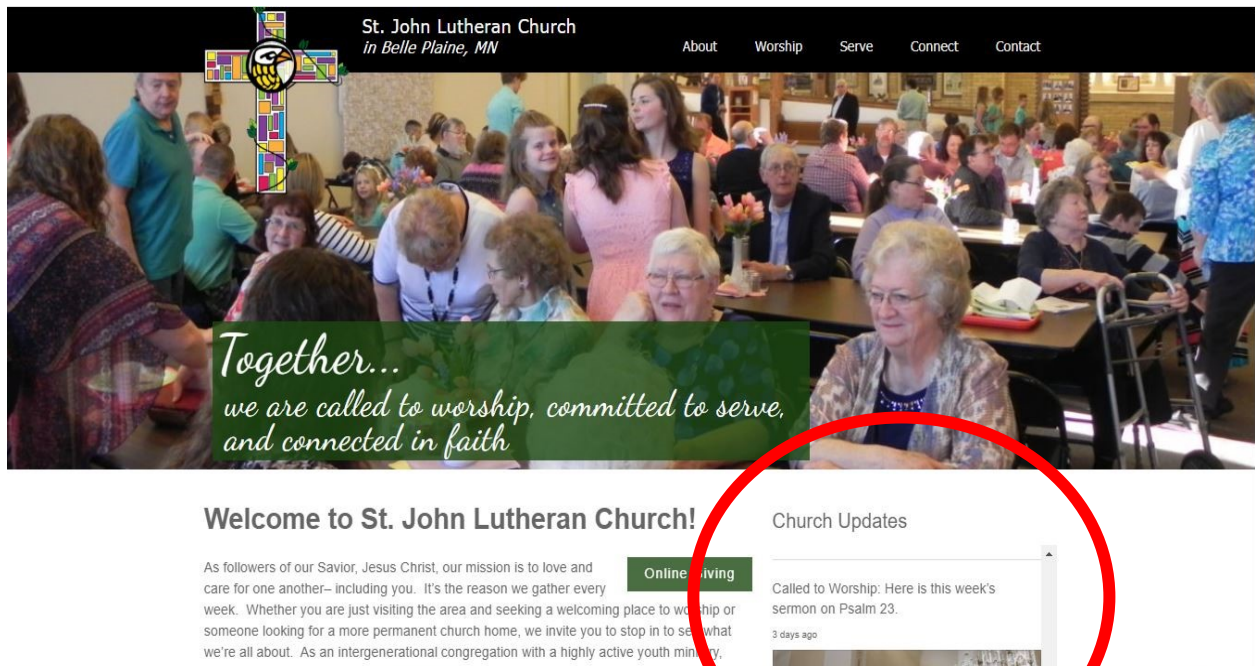 St. John Lutheran Church
in Belle Plaine, MN
About Worship Serve Connect Contact
Together...
we are called to worship, committed to serve,
and connected in faith
Welcome to St. John Lutheran Church!
As followers of our Savior, Jesus Christ, our mission is to love and
care for one another– including you. It's the reason we gather every
week. Whether you are just visiting the area and seeking a welcoming place to worship or
someone looking for a more permanent church home, we invite you to stop in to see what
we're all about. As an intergenerational congregation with a highly active youth ministry,
Online Giving
Church Updates
Called to Worship: Here is this week's
sermon on Psalm 23.
3 days ago